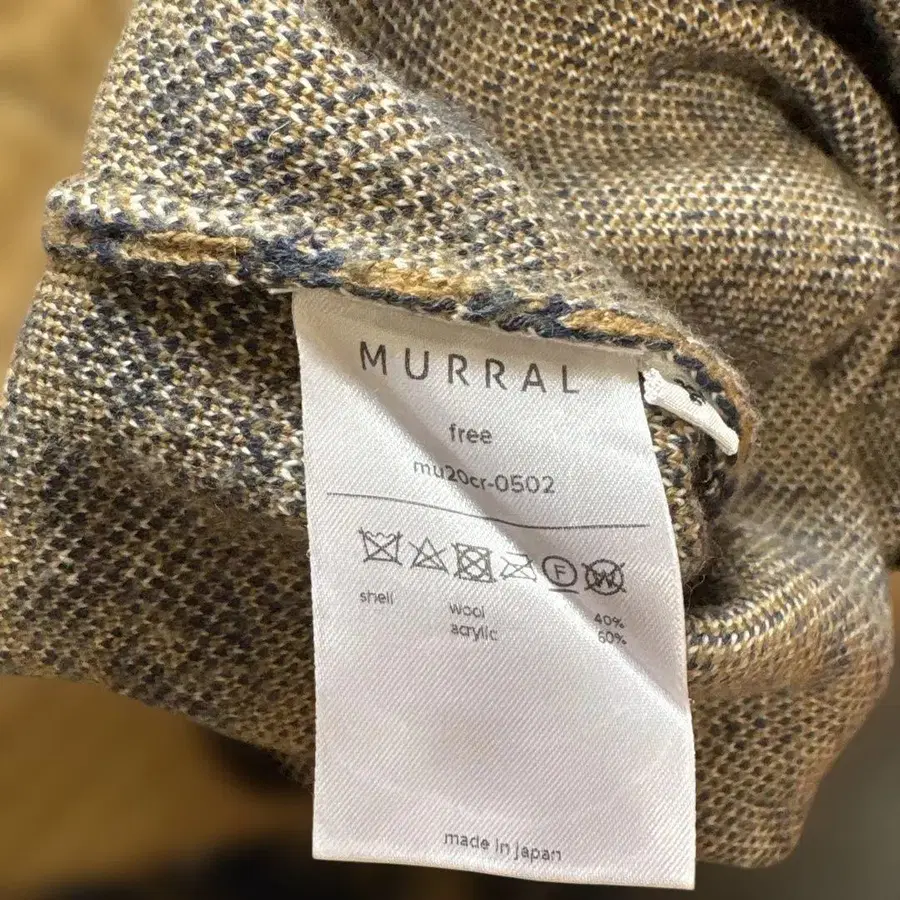 MURRAL
free
mu20cr-0502
F W
shell wool 40%
acrylic 60%
made in japan